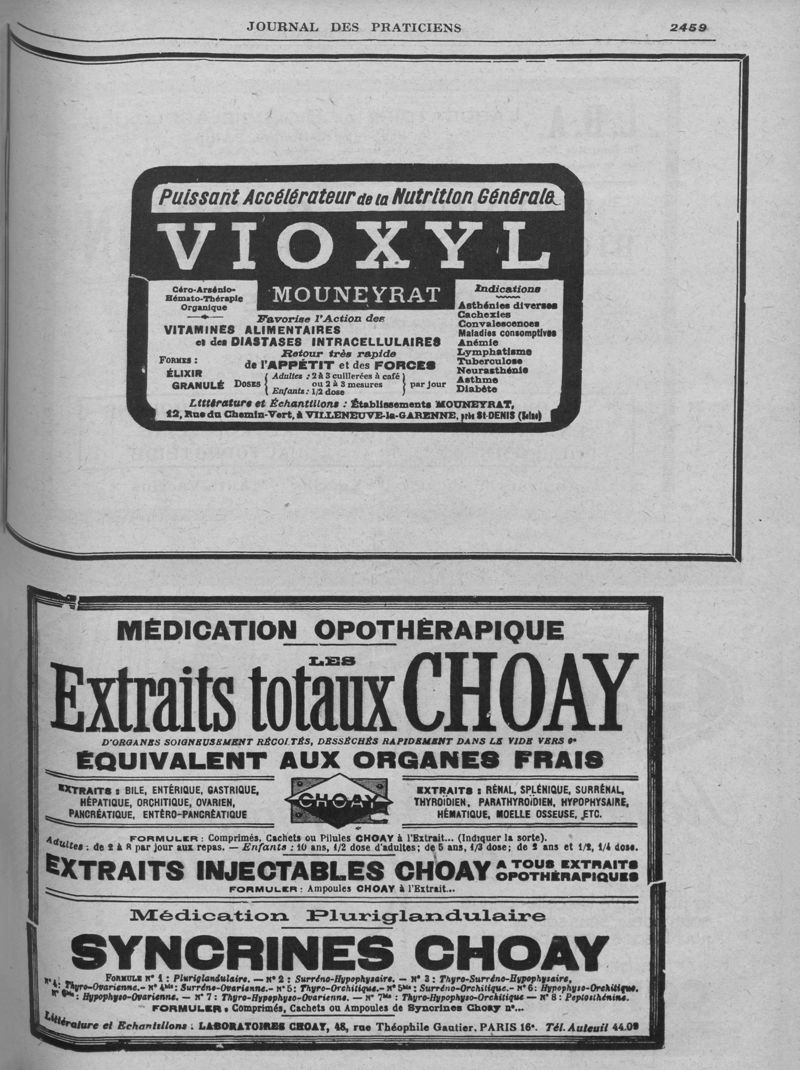 JOURNAL DES PRATICIENS 2459
Puissant Accélérateur de la Nutrition Générale
VIOXYL
MOUNEYRAT
Céro-Arsénio-
Hémato-Thérapie
Organique
Favorise l'Action des
VITAMINES ALIMENTAIRES
et des DIASTASES INTRACELLULAIRES
Retour très rapide
de l'APPÉTIT et des FORCES
FORMES :
ÉLIXIR
GRANULÉ
DOSES { Adultes : 2 à 3 cuillerées à café
ou 2 à 3 mesures
Enfants : 1/2 dose } par jour
Indications
Asthénies diverses
Cachexies
Convalescences
Maladies consomptives
Anémie
Lymphatisme
Tuberculose
Neurasthénie
Asthme
Diabète
Littérature et Échantillons : Établissements MOUNEYRAT,
12, Rue du Chemin-Vert, à VILLENEUVE-la-GARENNE, près St-DENIS (Seine)
MÉDICATION OPOTHÉRAPIQUE
LES
Extraits totaux CHOAY
D'ORGANES SOIGNEUSEMENT RÉCOLTÉS, DESSÉCHÉS RAPIDEMENT DANS LE VIDE VERS 0°
ÉQUIVALENT AUX ORGANES FRAIS
EXTRAITS : BILE, ENTÉRIQUE, GASTRIQUE,
HÉPATIQUE, ORCHITIQUE, OVARIEN,
PANCRÉATIQUE, ENTÉRO-PANCRÉATIQUE
CHOAY
EXTRAITS : RÉNAL, SPLÉNIQUE, SURRÉNAL,
THYROÏDIEN, PARATHYROÏDIEN, HYPOPHYSAIRE,
HÉMATIQUE, MOELLE OSSEUSE, ETC.
FORMULER : Comprimés, Cachets ou Pilules CHOAY à l'Extrait... (Indiquer la sorte).
Adultes : de 2 à 8 par jour aux repas. — Enfants : 10 ans, 1/2 dose d'adultes; de 5 ans, 1/3 dose; de 2 ans et 1/2, 1/4 dose.
EXTRAITS INJECTABLES CHOAY A TOUS EXTRAITS
OPOTHÉRAPIQUES
FORMULER : Ampoules CHOAY à l'Extrait...
Médication Pluriglandulaire
SYNCRINES CHOAY
FORMULE N° 1 : Pluriglandulaire. — N° 2 : Surréno-Hypophysaire. — N° 3 : Thyro-Surréno-Hypophysaire,
N° 4 : Thyro-Ovarienne. - N° 4bis : Surréno-Ovarienne. - N° 5 : Thyro-Orchitique. - N° 5bis : Surréno-Orchitique. - N° 6 : Hypophyso-Orchitique.
N° 6bis : Hypophyso-Ovarienne. — N° 7 : Thyro-Hypophyso-Ovarienne. — N° 7bis : Thyro-Hypophyso-Orchitique — N° 8 : Peptosthénine.
FORMULER : Comprimés, Cachets ou Ampoules de Syncrines Choay n°...
Littérature et Echantillons : LABORATOIRES CHOAY, 48, rue Théophile Gautier, PARIS 16e. Tél. Auteuil 44.09